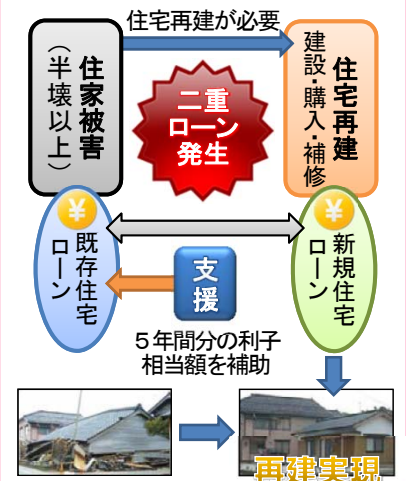 住宅再建が必要
住家被害
(半壊以上)
二重
ローン
発生
住宅再建
建設・購入・補修
¥
既存住宅
ローン
支援
¥
新規住宅
ローン
５年間分の利子
相当額を補助
再建実現